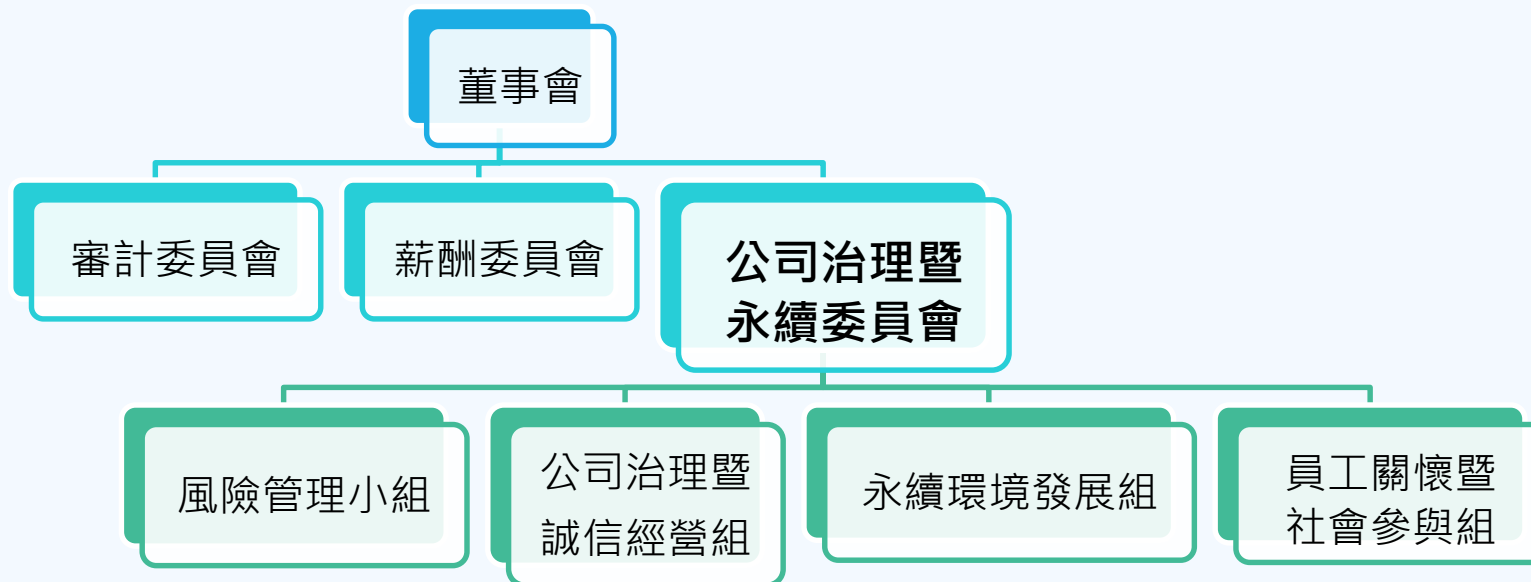 董事會
審計委員會
薪酬委員會
公司治理暨
永續委員會
風險管理小組
公司治理暨
誠信經營組
永續環境發展組
員工關懷暨
社會參與組